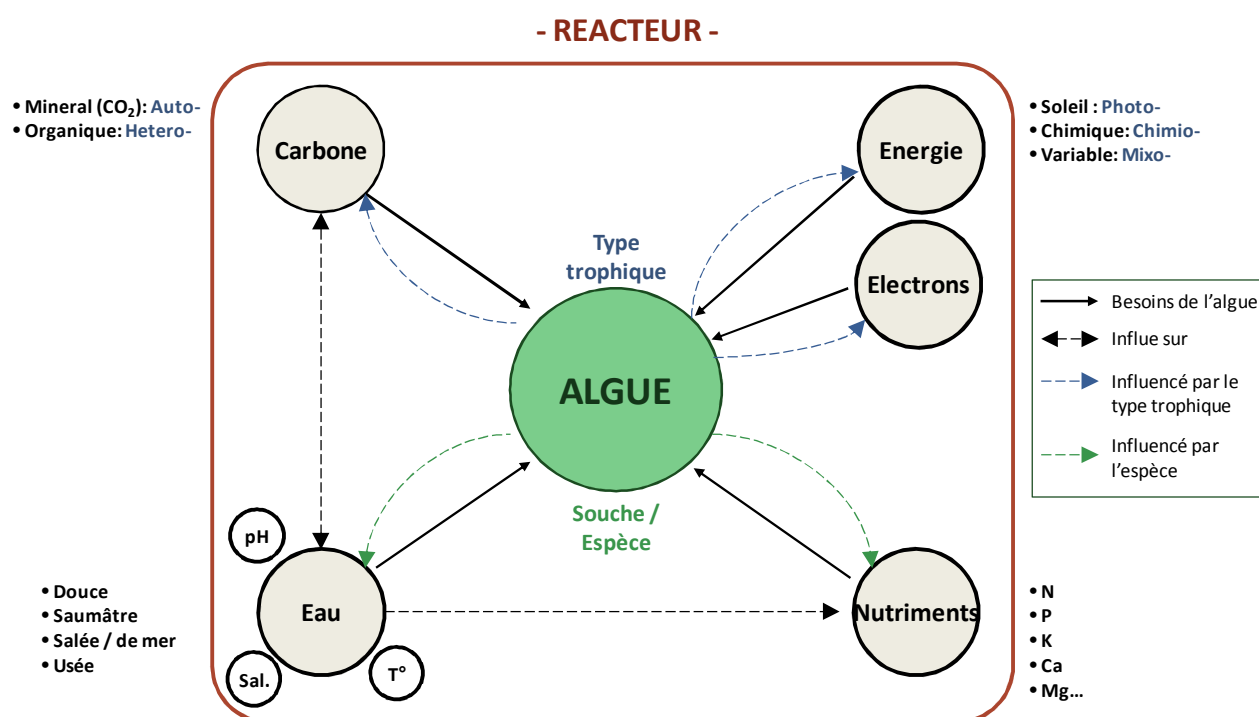 - REACTEUR -
• Mineral (CO₂): Auto-
• Organique: Hetero-
Carbone
Energie
• Soleil : Photo-
• Chimique: Chimio-
• Variable: Mixo-
Type
trophique
Electrons
ALGUE
Besoins de l'algue
Influe sur
Influencé par le
type trophique
Influencé par
l'espèce
Souche /
Espèce
pH
Eau
Sal.
T°
Nutriments
• Douce
• Saumâtre
• Salée / de mer
• Usée
• N
• P
• K
• Ca
• Mg...